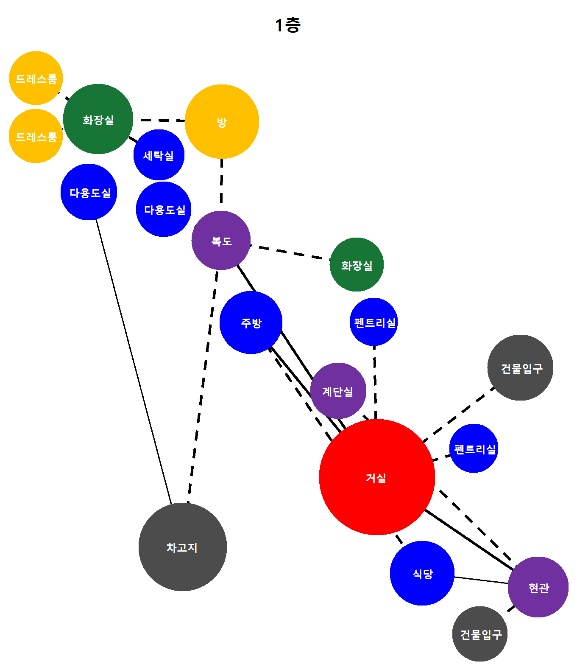 1층
드레스룸
화장실
방
드레스룸
세탁실
다용도실
다용도실
복도
화장실
주방
펜트리실
건물입구
계단실
펜트리실
거실
차고지
식당
현관
건물입구